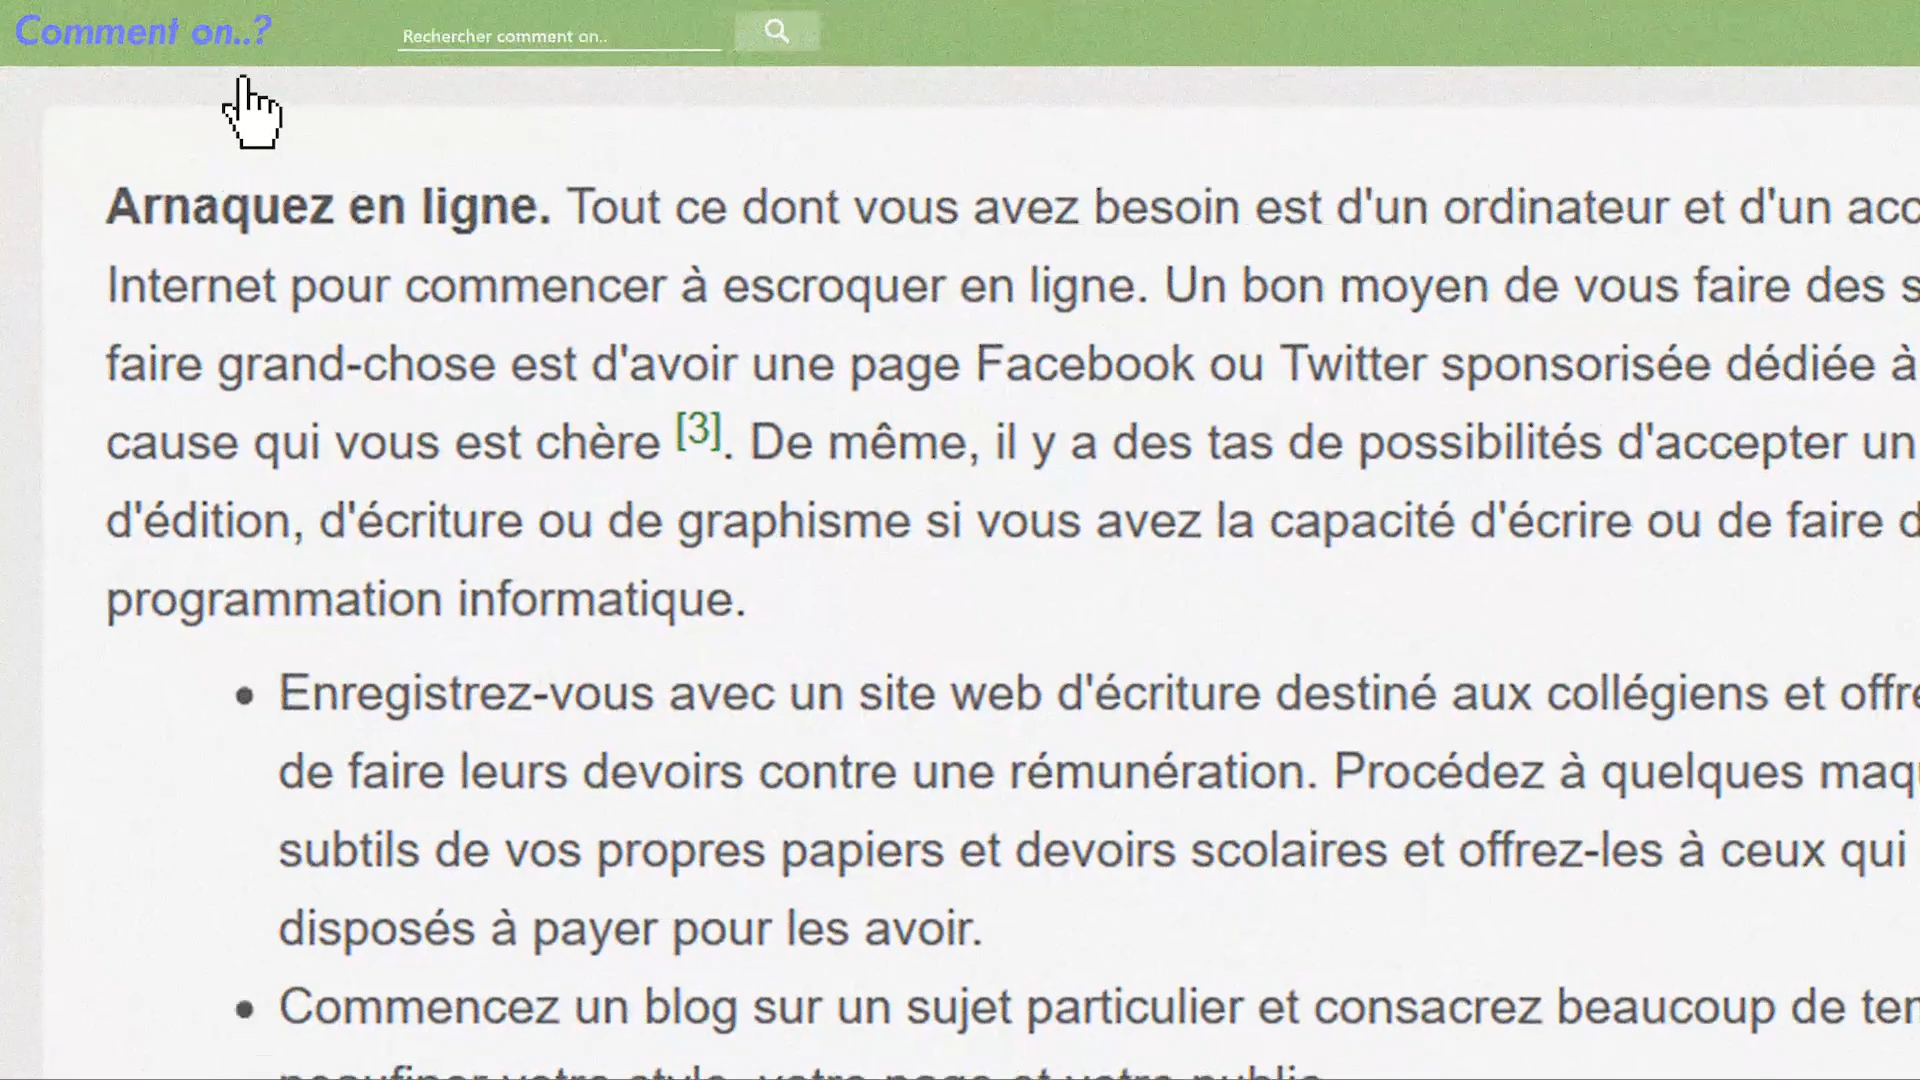 Comment on..?
Rechercher comment on..
Arnaquez en ligne. Tout ce dont vous avez besoin est d'un ordinateur et d'un
Internet pour commencer à escroquer en ligne. Un bon moyen de vous faire des
faire grand-chose est d'avoir une page Facebook ou Twitter sponsorisée dédiée à
cause qui vous est chère [3]. De même, il y a des tas de possibilités d'accepter un
d'édition, d'écriture ou de graphisme si vous avez la capacité d'écrire ou de faire
programmation informatique.
• Enregistrez-vous avec un site web d'écriture destiné aux collégiens et
de faire leurs devoirs contre une rémunération. Procédez à quelques
subtils de vos propres papiers et devoirs scolaires et offrez-les à ceux qui
disposés à payer pour les avoir.
• Commencez un blog sur un sujet particulier et consacrez beaucoup de